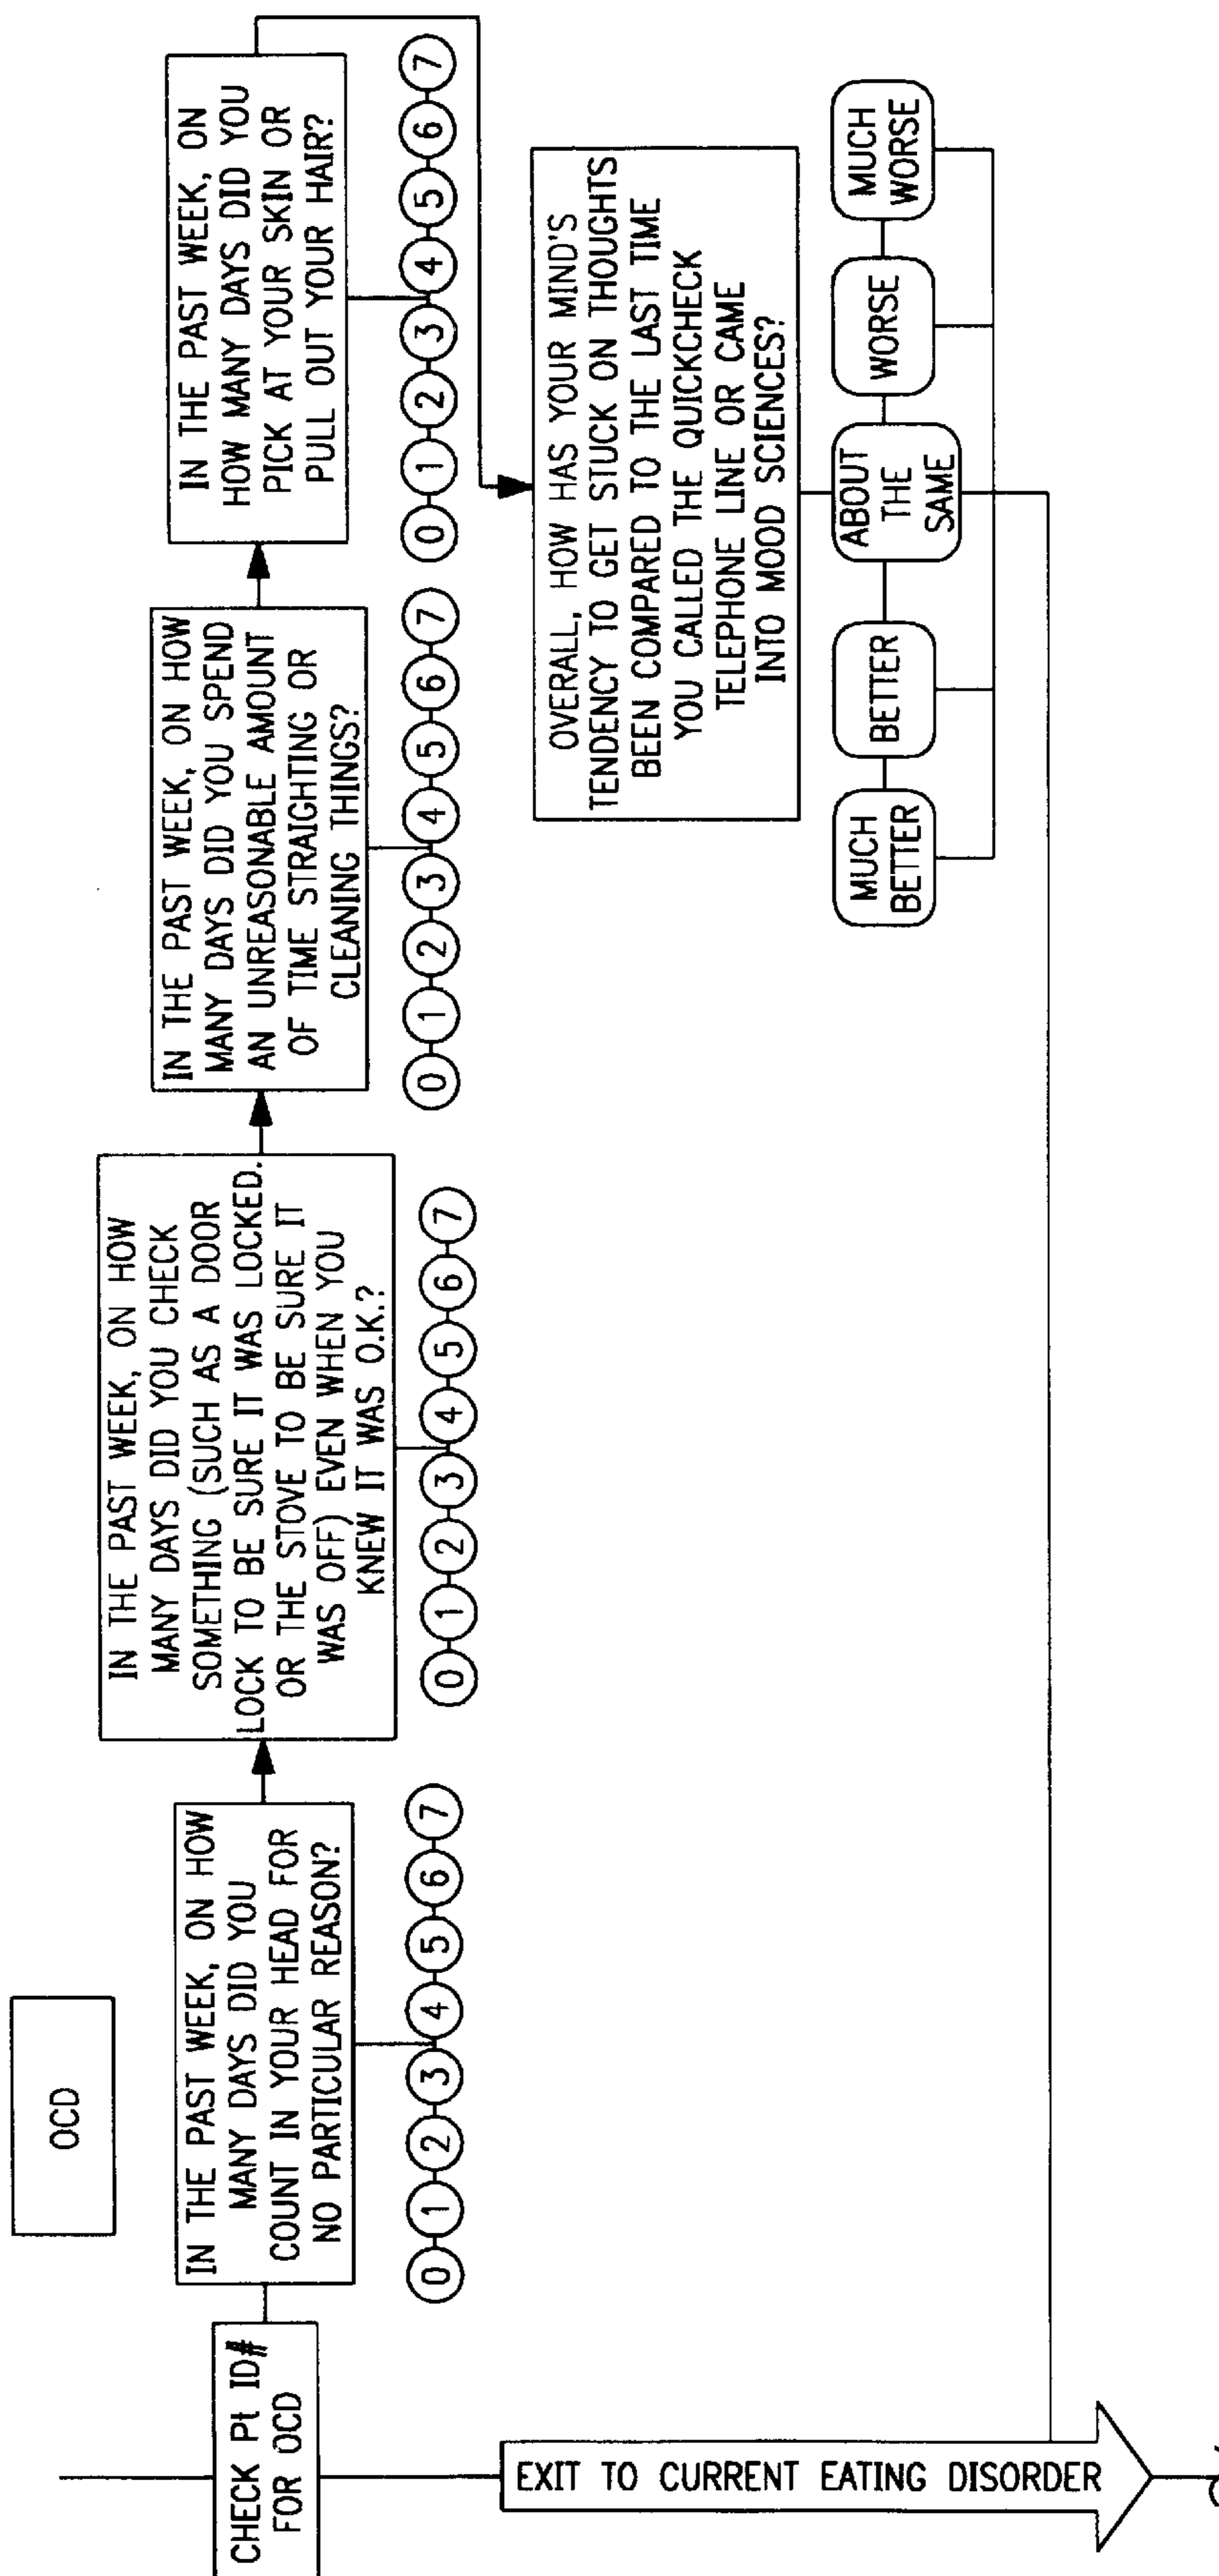 OCD
CHECK Pt ID#
FOR OCD
IN THE PAST WEEK, ON HOW
MANY DAYS DID YOU
COUNT IN YOUR HEAD FOR
NO PARTICULAR REASON?
0 1 2 3 4 5 6 7
IN THE PAST WEEK, ON HOW
MANY DAYS DID YOU CHECK
SOMETHING (SUCH AS A DOOR
LOCK TO BE SURE IT WAS LOCKED.
OR THE STOVE TO BE SURE IT
WAS OFF) EVEN WHEN YOU
KNEW IT WAS O.K.?
0 1 2 3 4 5 6 7
IN THE PAST WEEK, ON HOW
MANY DAYS DID YOU SPEND
AN UNREASONABLE AMOUNT
OF TIME STRAIGHTING OR
CLEANING THINGS?
0 1 2 3 4 5 6 7
IN THE PAST WEEK, ON
HOW MANY DAYS DID YOU
PICK AT YOUR SKIN OR
PULL OUT YOUR HAIR?
0 1 2 3 4 5 6 7
OVERALL, HOW HAS YOUR MIND'S
TENDENCY TO GET STUCK ON THOUGHTS
BEEN COMPARED TO THE LAST TIME
YOU CALLED THE QUICKCHECK
TELEPHONE LINE OR CAME
INTO MOOD SCIENCES?
MUCH
BETTER
BETTER
ABOUT
THE
SAME
WORSE
MUCH
WORSE
EXIT TO CURRENT EATING DISORDER